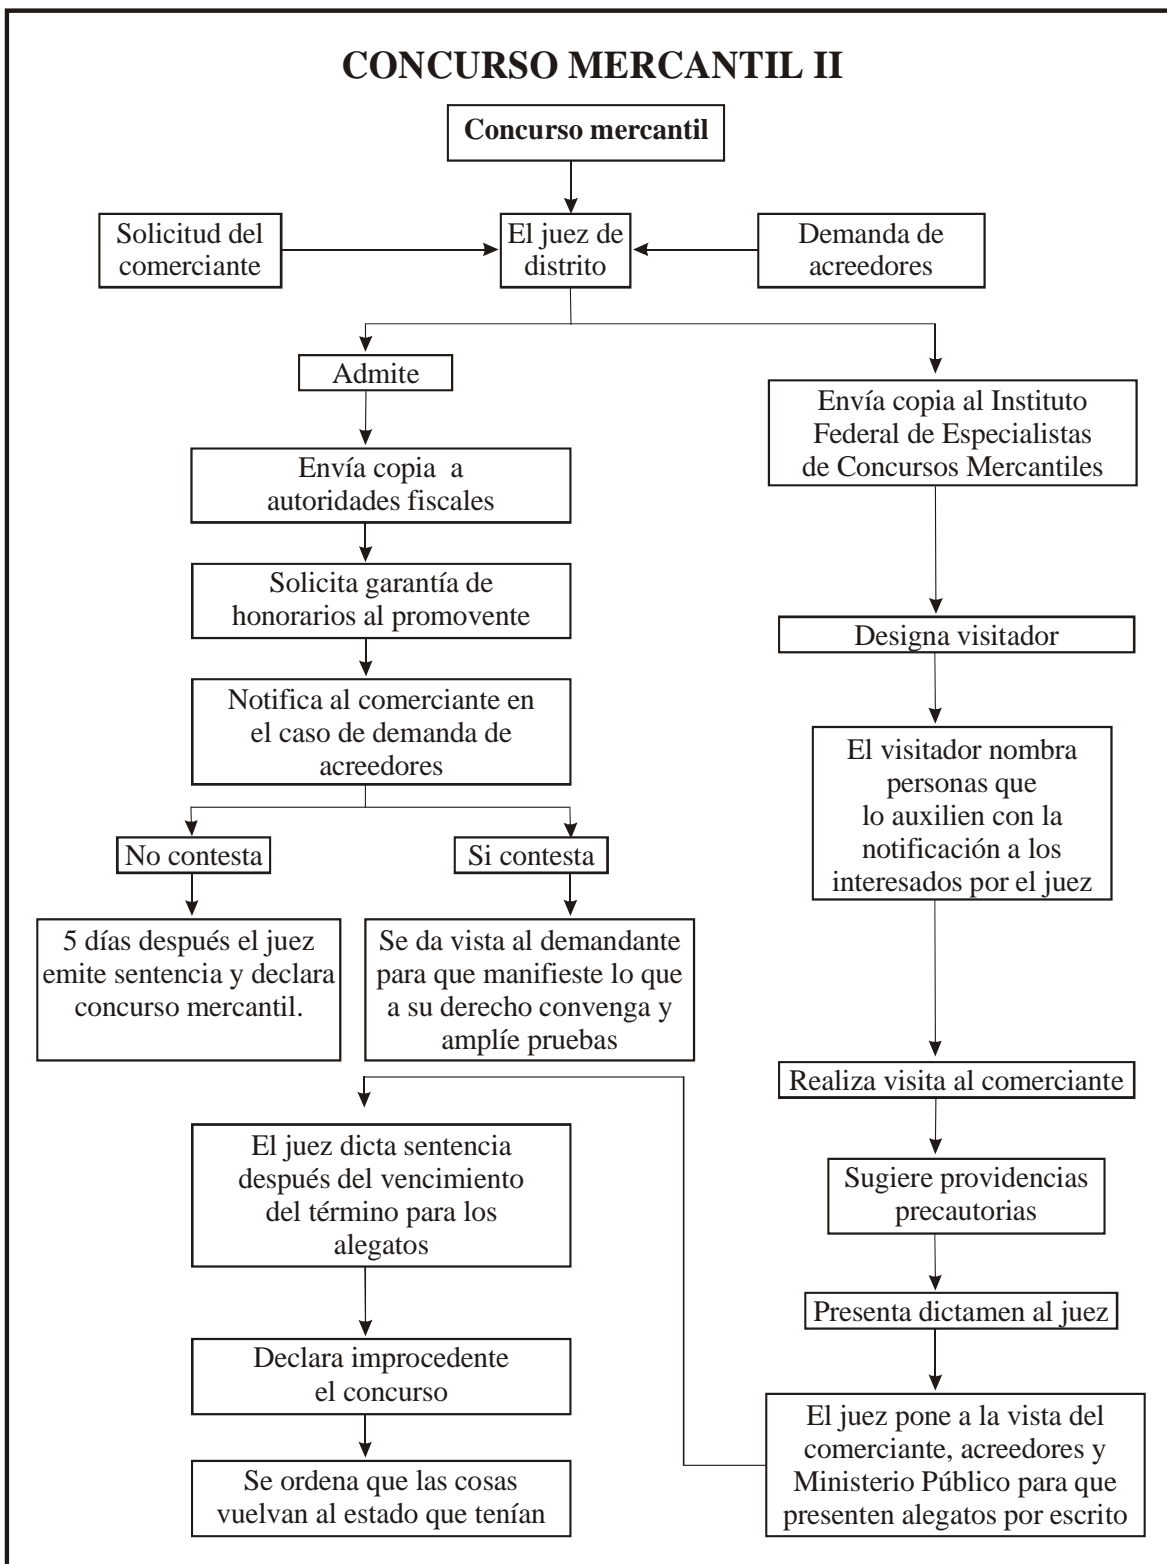 CONCURSO MERCANTIL II
Concurso mercantil
Solicitud del
comerciante
El juez de
distrito
Demanda de
acreedores
Admite
Envía copia a
autoridades fiscales
Solicita garantía de
honorarios al promovente
Notifica al comerciante en
el caso de demanda de
acreedores
No contesta
Si contesta
5 días después el juez
emite sentencia y declara
concurso mercantil.
Se da vista al demandante
para que manifieste lo que
a su derecho convenga y
amplíe pruebas
Envía copia al Instituto
Federal de Especialistas
de Concursos Mercantiles
Designa visitador
El visitador nombra
personas que
lo auxilien con la
notificación a los
interesados por el juez
Realiza visita al comerciante
Sugiere providencias
precautorias
Presenta dictamen al juez
El juez pone a la vista del
comerciante, acreedores y
Ministerio Público para que
presenten alegatos por escrito
El juez dicta sentencia
después del vencimiento
del término para los
alegatos
Declara improcedente
el concurso
Se ordena que las cosas
vuelvan al estado que tenían